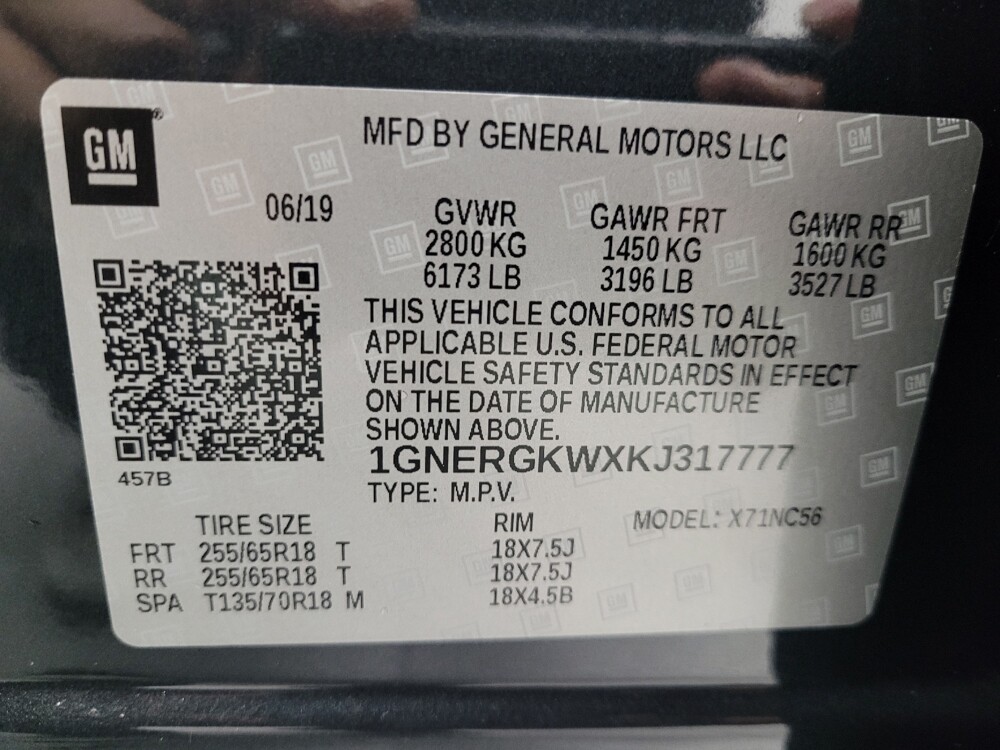 GM
MFD BY GENERAL MOTORS LLC
06/19 GVWR GAWR FRT GAWR RR
2800 KG 1450 KG 1600 KG
6173 LB 3196 LB 3527 LB
THIS VEHICLE CONFORMS TO ALL
APPLICABLE U.S. FEDERAL MOTOR
VEHICLE SAFETY STANDARDS IN EFFECT
ON THE DATE OF MANUFACTURE
SHOWN ABOVE.
1GNERGKWXKJ317777
457B
TYPE: M.P.V.
TIRE SIZE RIM MODEL: X71NC56
FRT 255/65R18 T 18X7.5J
RR 255/65R18 T 18X7.5J
SPA T135/70R18 M 18X4.5B